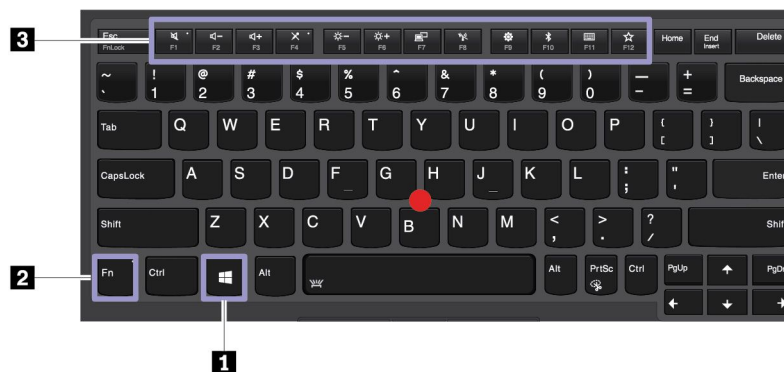 3
Esc
FnLock
F1 F2 F3 F4 F5 F6 F7 F8 F9 F10 F11 F12
Home
End
Insert
Delete
~ ! @ # $ % ^ & * ( ) — +
` 1 2 3 4 5 6 7 8 9 0 - =
Backspace
Tab Q W E R T Y U I O P { } |
[ ] \
CapsLock A S D F G H J K L : "
; '
Enter
Shift Z X C V B N M < > ?
, . /
Shif
2
Fn Ctrl Alt Alt PrtSc Ctrl PgUp PgDn
1